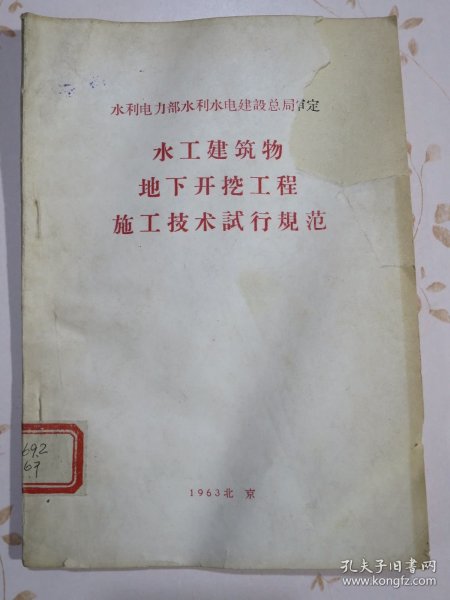 水利电力部水利水电建設总局审定
水工建筑物
地下开挖工程
施工技术試行規范
692
67
1963北京
孔夫子旧书网
www.kongfz.com